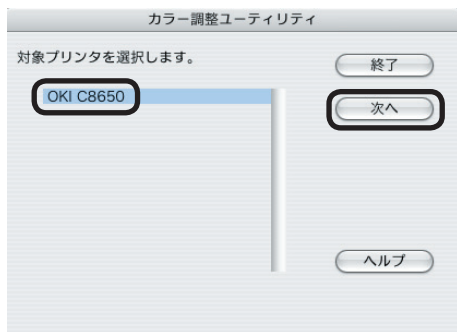 カラー調整ユーティリティ
対象プリンタを選択します。
終了
OKI C8650
次へ
ヘルプ